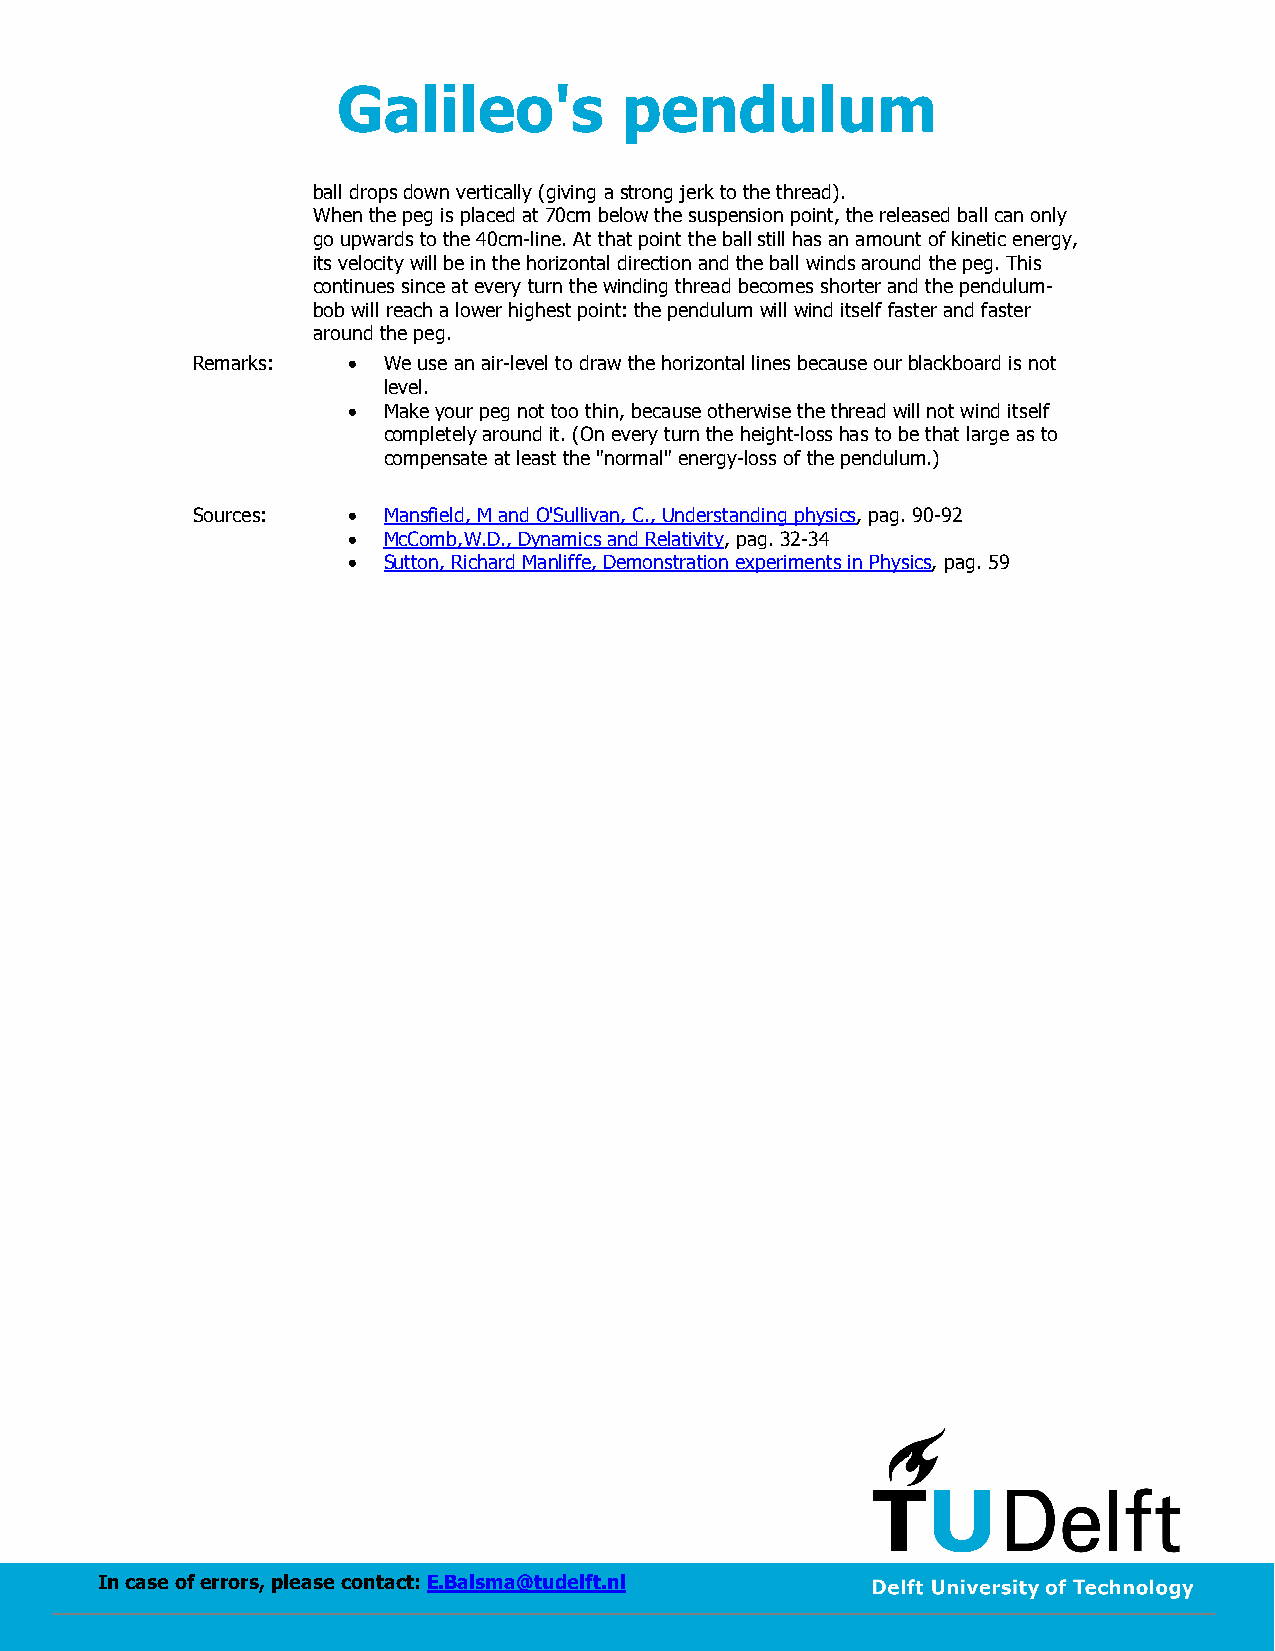 Galileo's pendulum
ball drops down vertically (giving a strong jerk to the thread).
When the peg is placed at 70cm below the suspension point, the released ball can only
go upwards to the 40cm-line. At that point the ball still has an amount of kinetic energy,
its velocity will be in the horizontal direction and the ball winds around the peg. This
continues since at every turn the winding thread becomes shorter and the pendulum-
bob will reach a lower highest point: the pendulum will wind itself faster and faster
around the peg.
Remarks: • We use an air-level to draw the horizontal lines because our blackboard is not
level.
• Make your peg not too thin, because otherwise the thread will not wind itself
completely around it. (On every turn the height-loss has to be that large as to
compensate at least the "normal" energy-loss of the pendulum.)
Sources: • Mansfield, M and O'Sullivan, C., Understanding physics, pag. 90-92
• McComb,W.D., Dynamics and Relativity, pag. 32-34
• Sutton, Richard Manliffe, Demonstration experiments in Physics, pag. 59
TUDelft
In case of errors, please contact: E.Balsma@tudelft.nl
Delft University of Technology